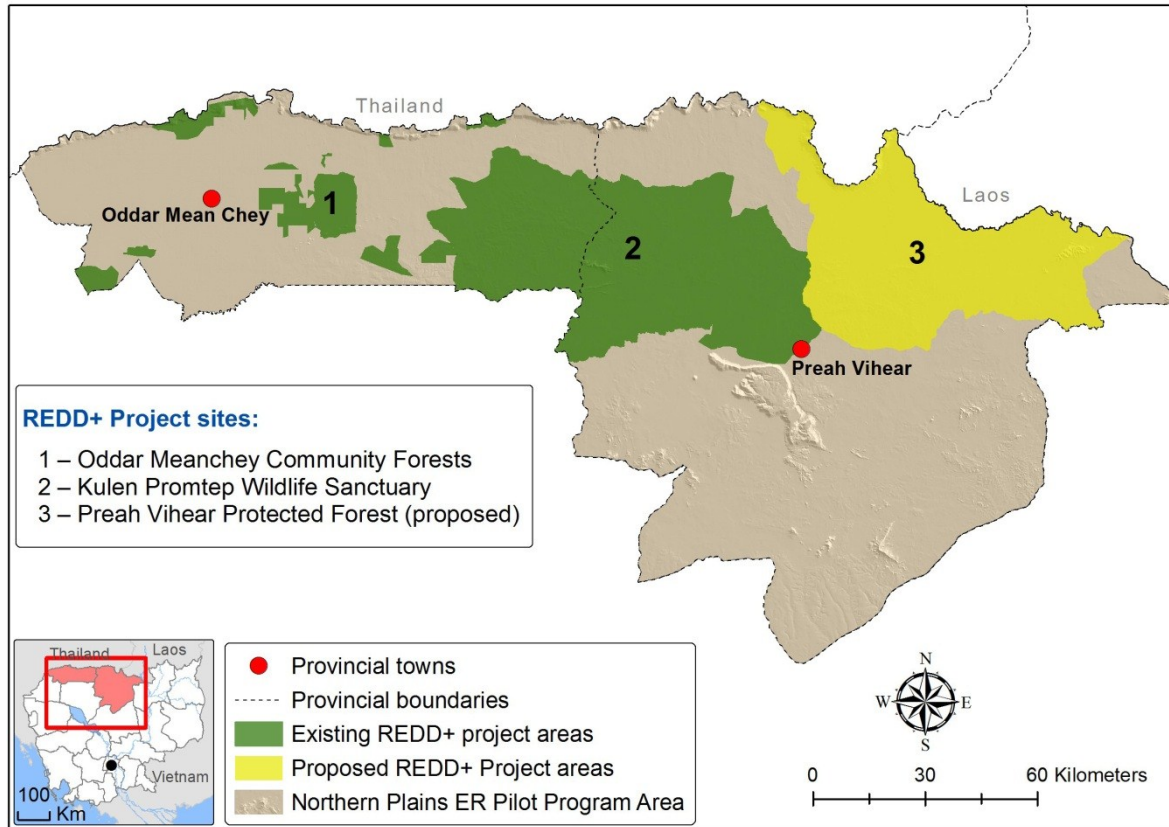 Thailand
Laos
1
2
3
Oddar Mean Chey
Preah Vihear
REDD+ Project sites:
1 – Oddar Meanchey Community Forests
2 – Kulen Promtep Wildlife Sanctuary
3 – Preah Vihear Protected Forest (proposed)
Thailand
Laos
Vietnam
100
Km
Provincial towns
Provincial boundaries
Existing REDD+ project areas
Proposed REDD+ Project areas
Northern Plains ER Pilot Program Area
N
W E
S
0 30 60 Kilometers